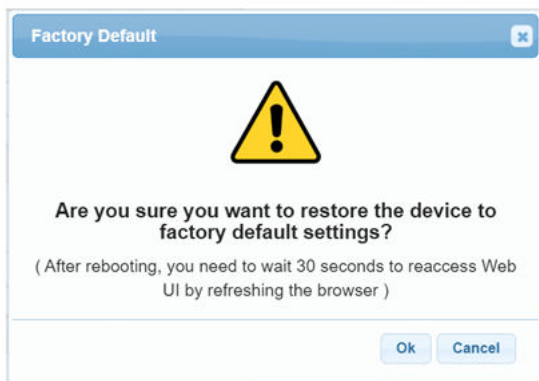 Factory Default
Are you sure you want to restore the device to
factory default settings?
( After rebooting, you need to wait 30 seconds to reaccess Web
UI by refreshing the browser )
Ok Cancel